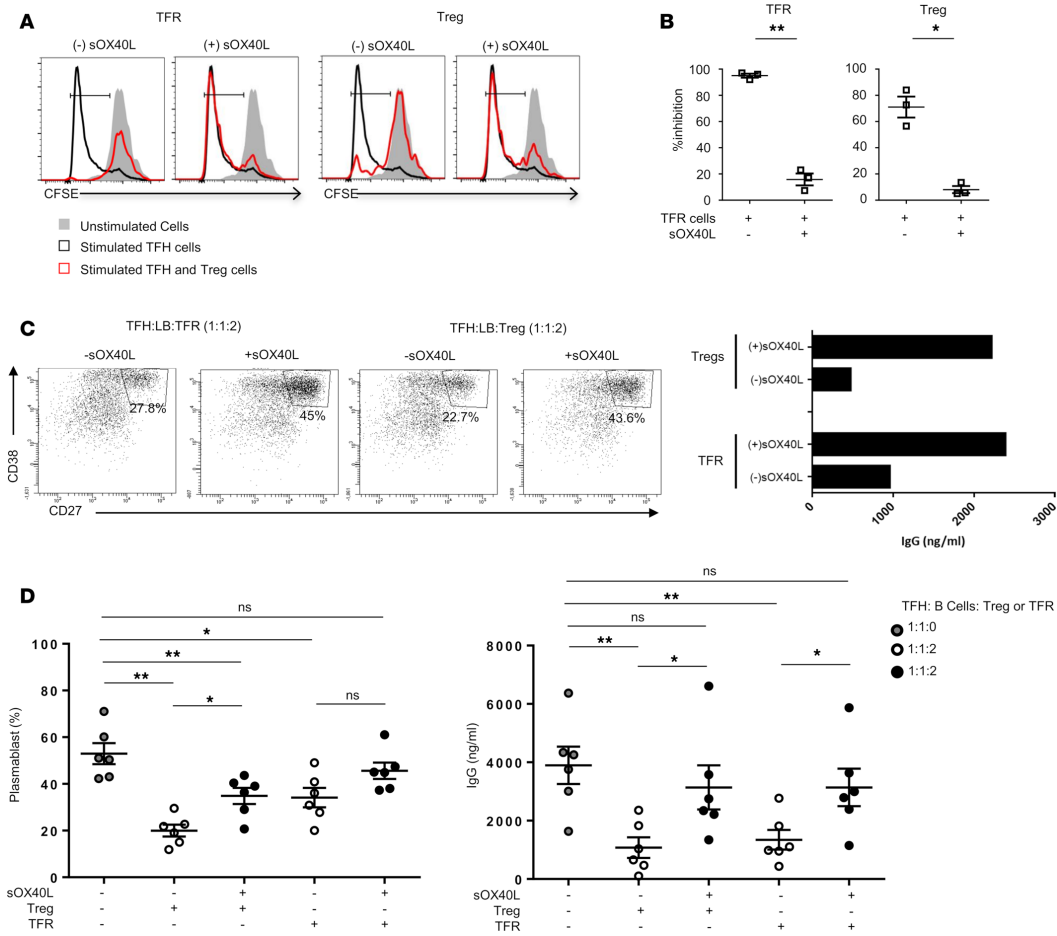 A
TFR
Treg
(-) sOX40L
(+) sOX40L
(-) sOX40L
(+) sOX40L
CFSE
CFSE
Unstimulated Cells
Stimulated TFH cells
Stimulated TFH and Treg cells
B
TFR
Treg
**
*
%inhibition
100
80
60
40
20
0
100
80
60
40
20
0
TFR cells + + + +
sOX40L - + - +
C
TFH:LB:TFR (1:1:2)
TFH:LB:Treg (1:1:2)
-sOX40L
+sOX40L
-sOX40L
+sOX40L
27.8%
45%
22.7%
43.6%
CD38
CD27
Tregs
(+)sOX40L
(-)sOX40L
TFR
(+)sOX40L
(-)sOX40L
0
1000
2000
3000
IgG (ng/ml)
D
ns
*
**
**
*
ns
Plasmablast (%)
100
80
60
40
20
0
sOX40L - - + - +
Treg - + + - -
TFR - - - + +
ns
**
ns
**
*
*
IgG (ng/ml)
8000
6000
4000
2000
0
sOX40L - - + - +
Treg - + + - -
TFR - - - + +
TFH: B Cells: Treg or TFR
1:1:0
1:1:2
1:1:2